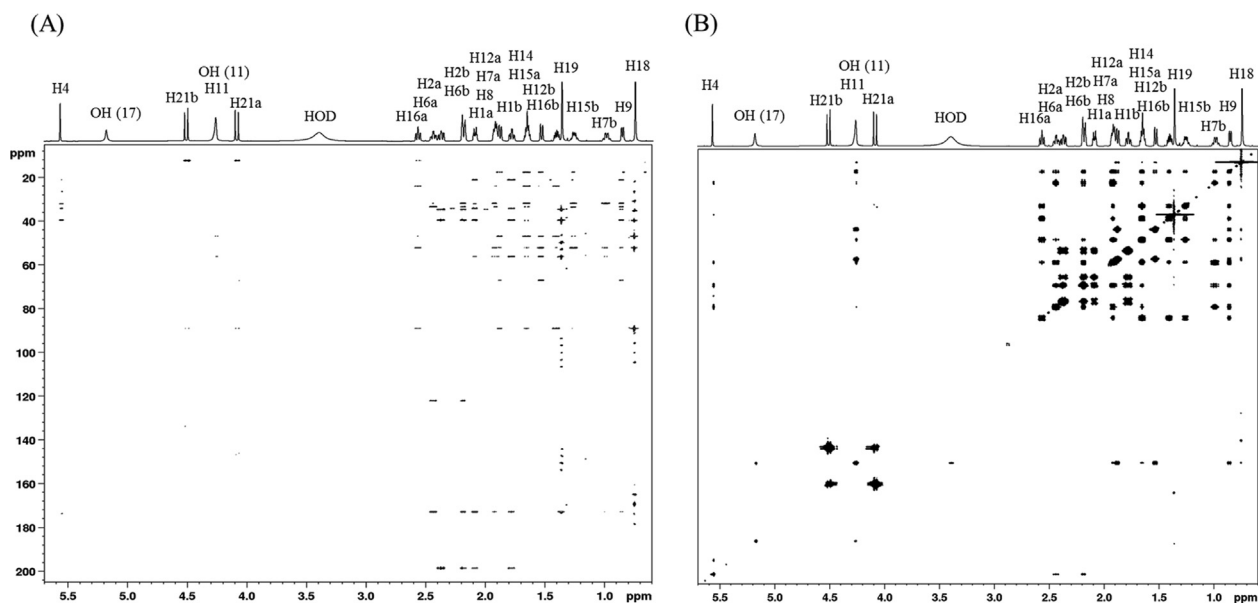 (A)
H12a H14
OH (11) H2b H7a H15a H19 H18
H4 H11 H2a H6b H8 H12b
OH (17) H21b H21a HOD H6a H1a H1b H16b H15b H9
H16a H7b
ppm
20
40
60
80
100
120
140
160
180
200
5.5 5.0 4.5 4.0 3.5 3.0 2.5 2.0 1.5 1.0 ppm
(B)
H12a H14
OH (11) H2b H7a H15a H19 H18
H4 H11 H2a H6b H8 H12b
OH (17) H21b H21a HOD H6a H1a H1b H16b H15b H9
H16a H7b
5.5 5.0 4.5 4.0 3.5 3.0 2.5 2.0 1.5 1.0 ppm